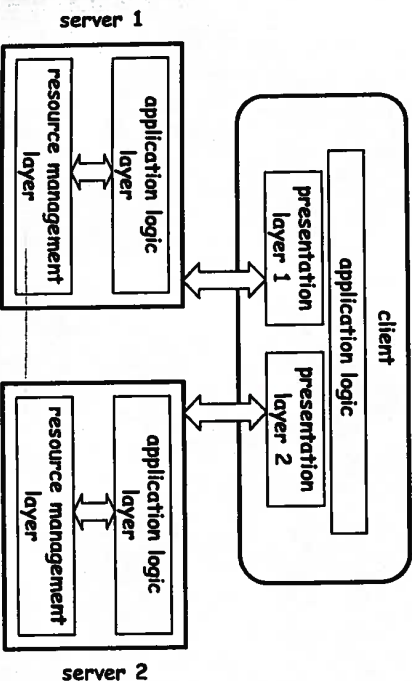 server 1
resource management
layer
application logic
layer
client
application logic
presentation
layer 1
presentation
layer 2
application logic
layer
resource management
layer
server 2